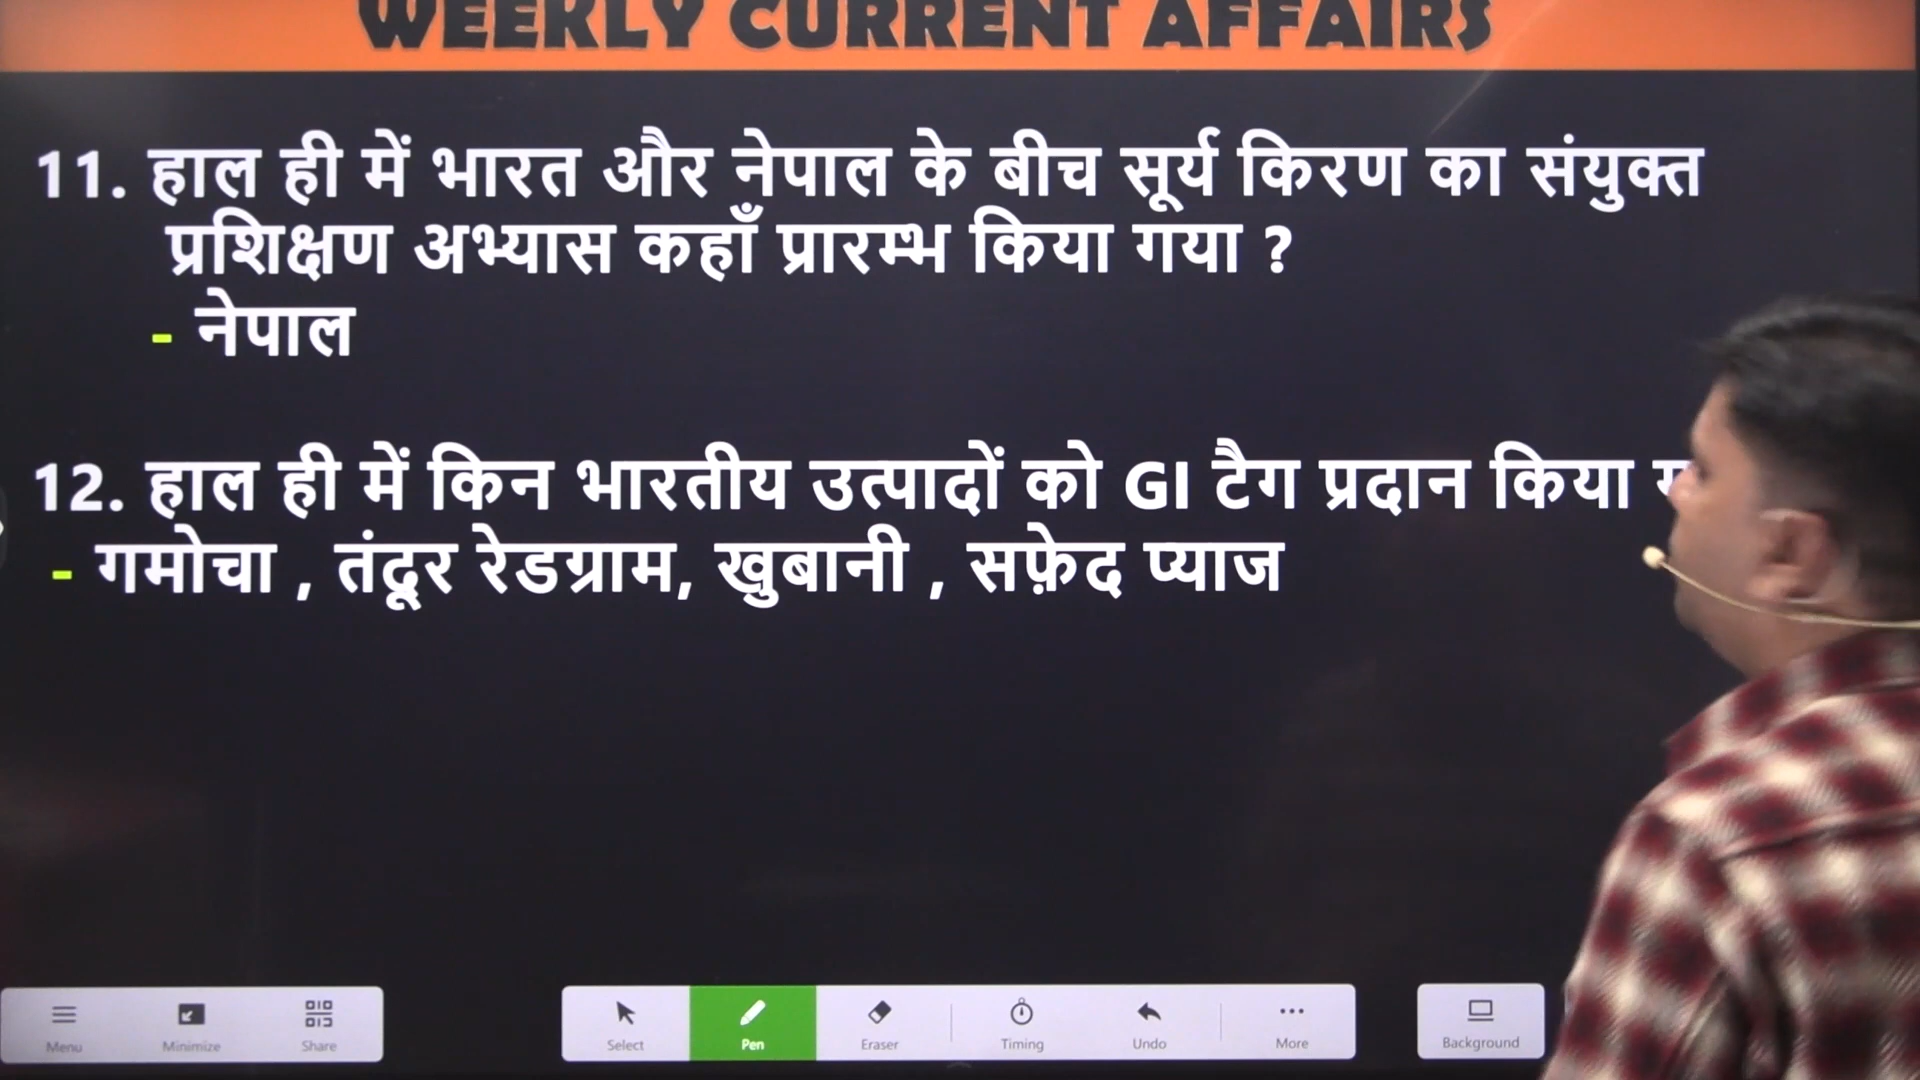 WEEKLY CURRENT AFFAIRS
11. हाल ही में भारत और नेपाल के बीच सूर्य किरण का संयुक्त
प्रशिक्षण अभ्यास कहाँ प्रारम्भ किया गया ?
- नेपाल
12. हाल ही में किन भारतीय उत्पादों को GI टैग प्रदान किया
- गमोचा , तंदूर रेडग्राम, खुबानी , सफ़ेद प्याज
Menu Minimize Share Select Pen Eraser Timing Undo More Background